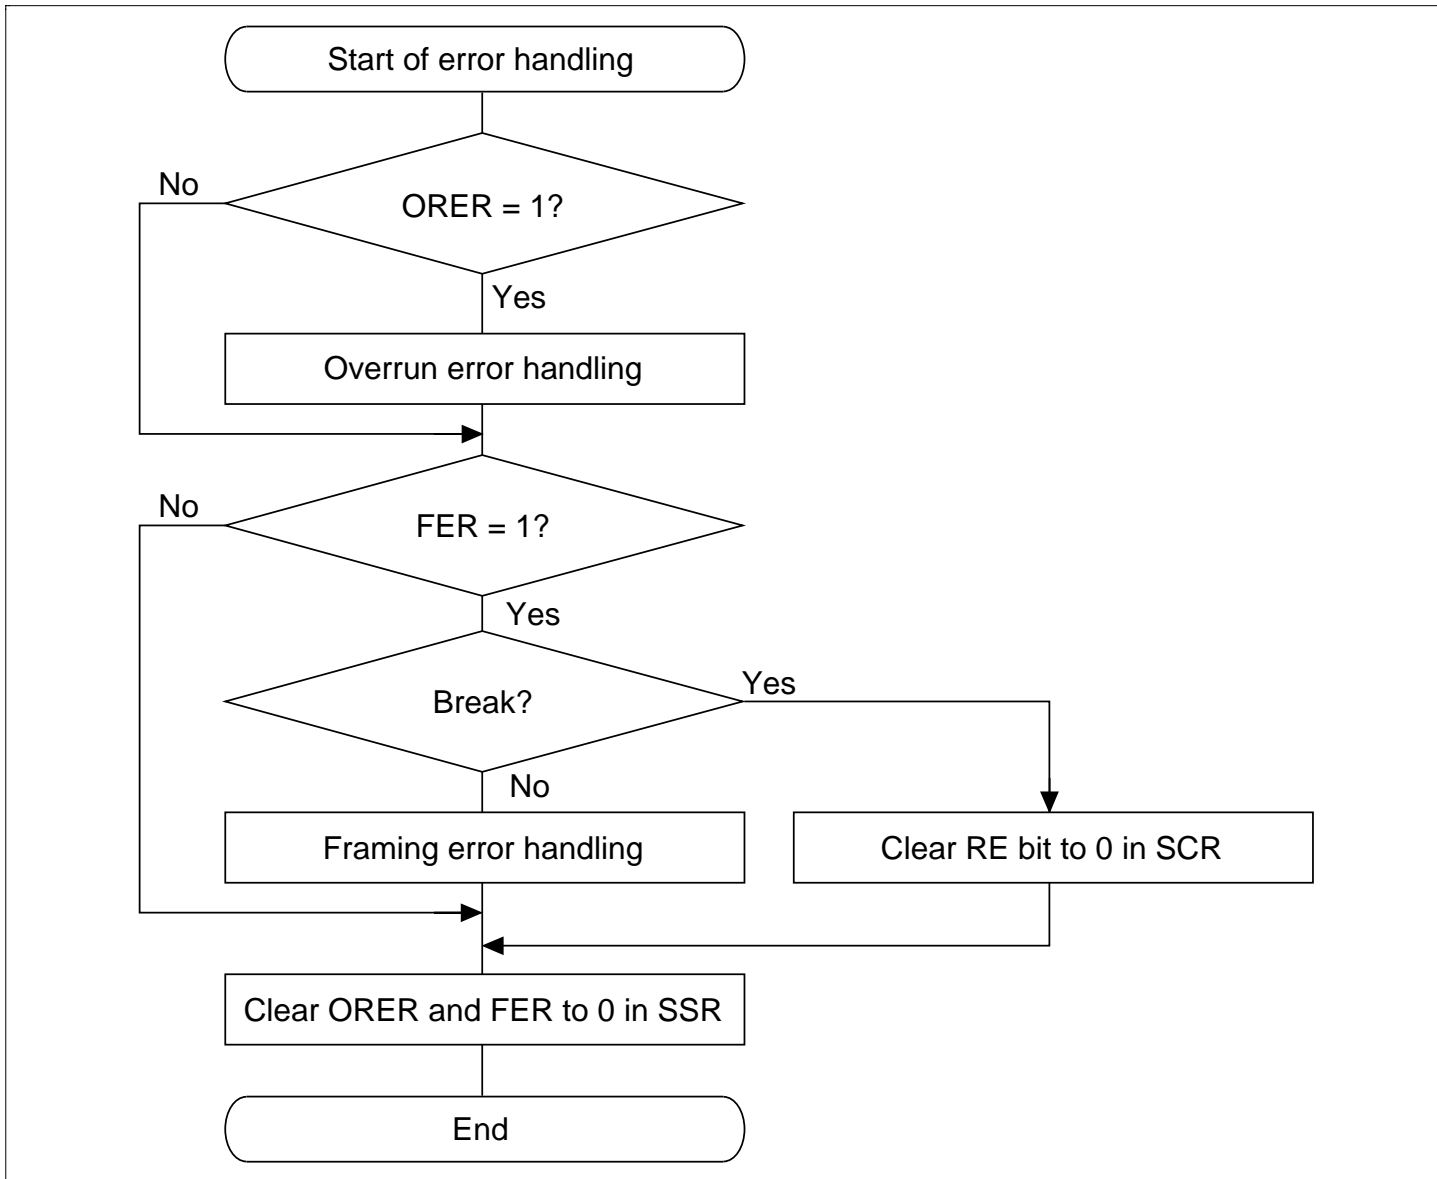 Start of error handling
No
ORER = 1?
Yes
Overrun error handling
No
FER = 1?
Yes
Break?
Yes
No
Framing error handling
Clear RE bit to 0 in SCR
Clear ORER and FER to 0 in SSR
End